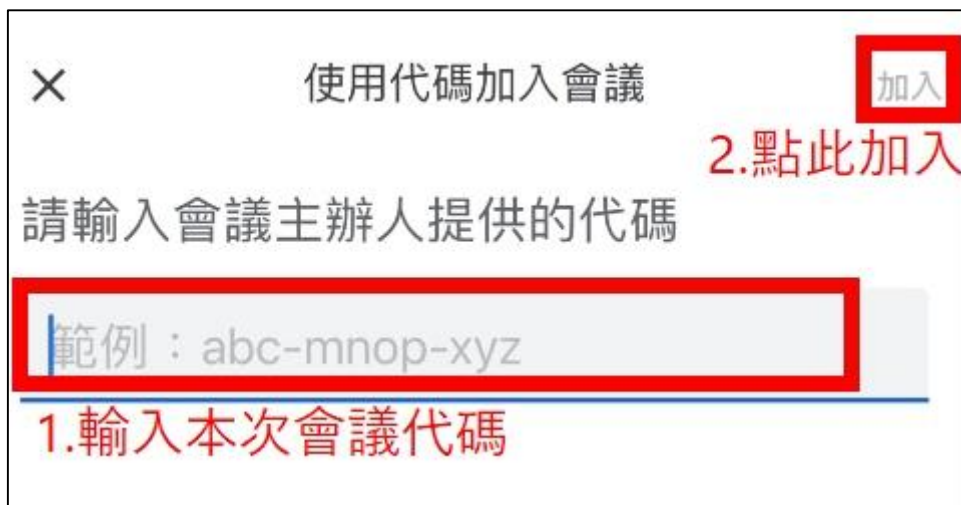 × 使用代碼加入會議 加入
2.點此加入
請輸入會議主辦人提供的代碼
範例：abc-mnop-xyz
1.輸入本次會議代碼